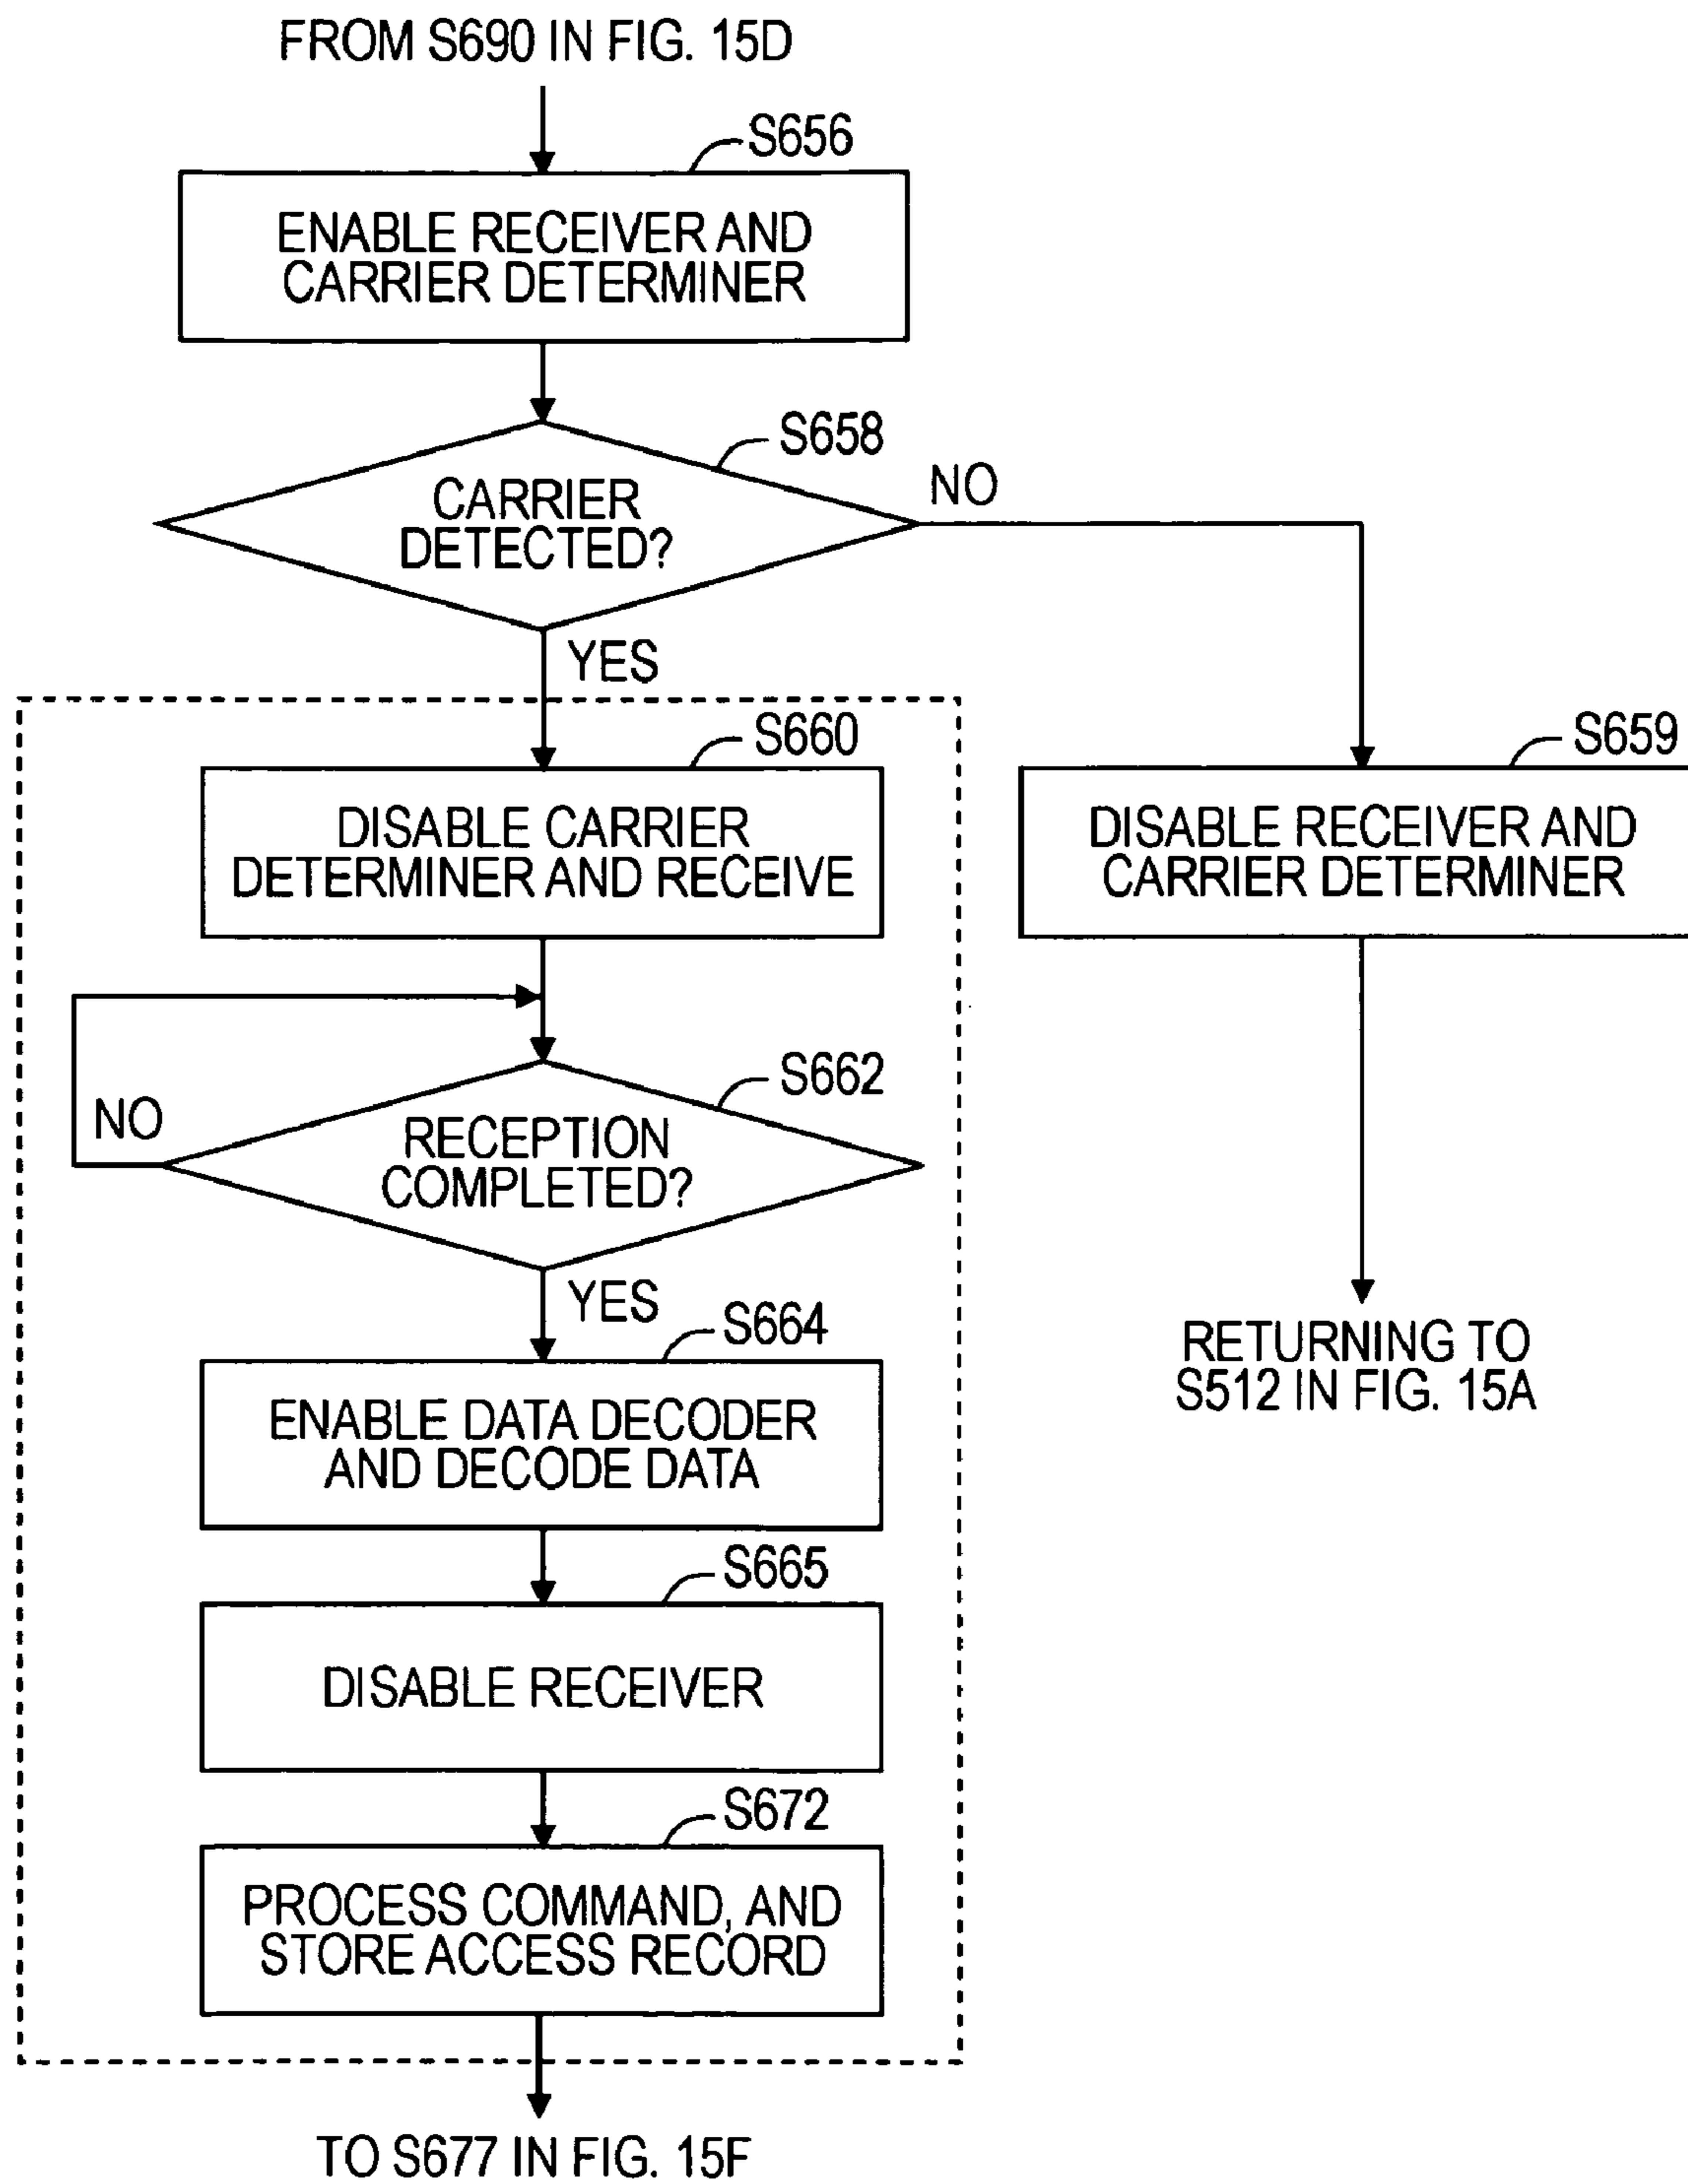 FROM S690 IN FIG. 15D
S656
ENABLE RECEIVER AND
CARRIER DETERMINER
S658
CARRIER
DETECTED?
NO
YES
S660
DISABLE CARRIER
DETERMINER AND RECEIVE
S659
DISABLE RECEIVER AND
CARRIER DETERMINER
S662
NO
RECEPTION
COMPLETED?
YES
S664
ENABLE DATA DECODER
AND DECODE DATA
RETURNING TO
S512 IN FIG. 15A
S665
DISABLE RECEIVER
S672
PROCESS COMMAND, AND
STORE ACCESS RECORD
TO S677 IN FIG. 15F